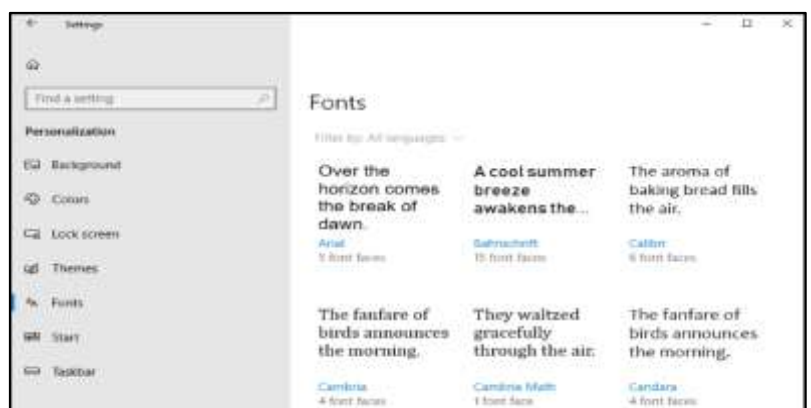 Settings
Find a setting
Personalization
Background
Colors
Lock screen
Themes
Fonts
Start
Taskbar
Fonts
Filter by: All languages
Over the
horizon comes
the break of
dawn.
Arial
5 font faces
A cool summer
breeze
awakens the...
Bahnschrift
15 font faces
The aroma of
baking bread fills
the air.
Calibri
6 font faces
The fanfare of
birds announces
the morning.
Cambria
4 font faces
They waltzed
gracefully
through the air.
Cambria Math
1 font face
The fanfare of
birds announces
the morning.
Candara
4 font faces